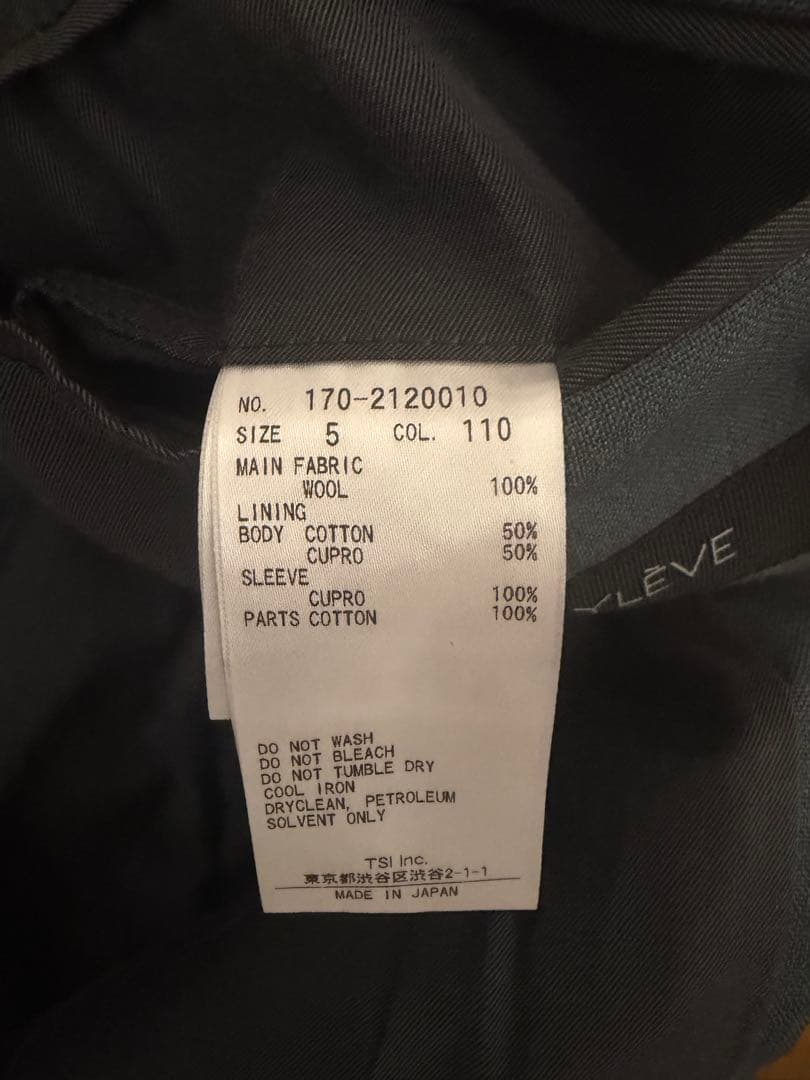 NO. 170-2120010
SIZE 5 COL. 110
MAIN FABRIC
WOOL 100%
LINING
BODY COTTON 50%
CUPRO 50%
SLEEVE
CUPRO 100%
PARTS COTTON 100%
YLĒVE
DO NOT WASH
DO NOT BLEACH
DO NOT TUMBLE DRY
COOL IRON
DRYCLEAN, PETROLEUM
SOLVENT ONLY
TSI Inc.
東京都渋谷区渋谷2-1-1
MADE IN JAPAN